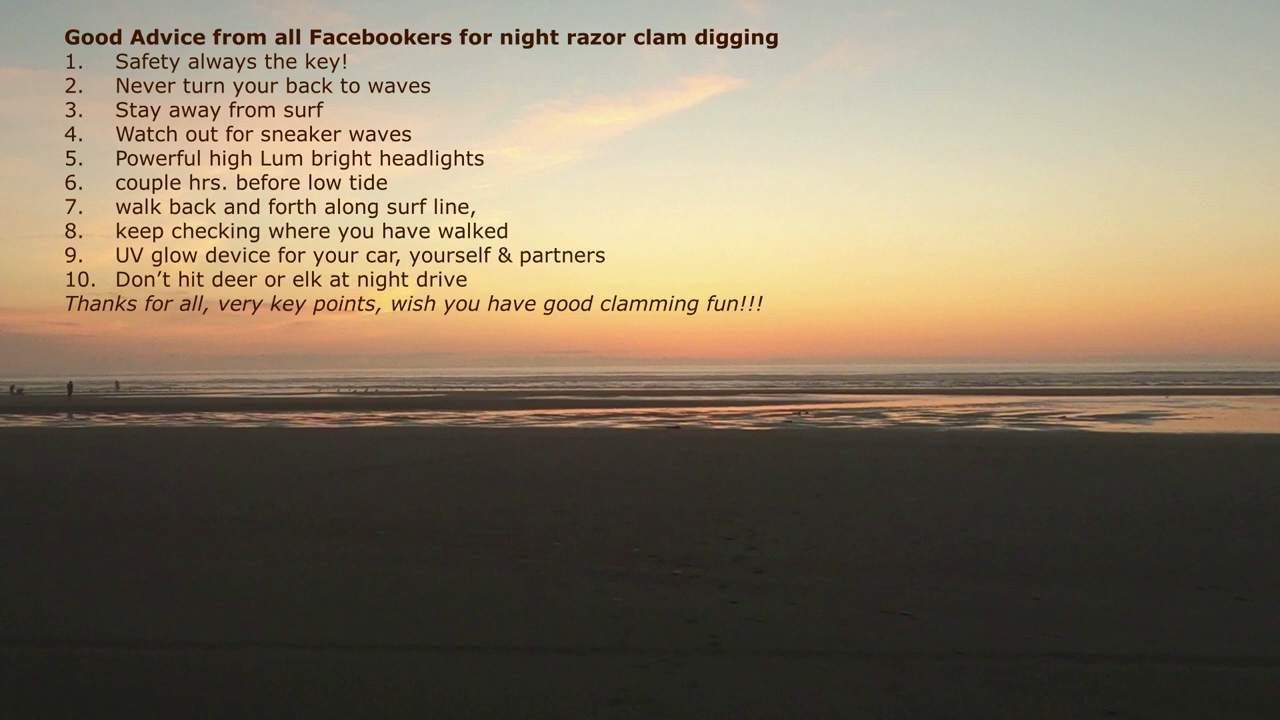 Good Advice from all Facebookers for night razor clam digging
1. Safety always the key!
2. Never turn your back to waves
3. Stay away from surf
4. Watch out for sneaker waves
5. Powerful high Lum bright headlights
6. couple hrs. before low tide
7. walk back and forth along surf line,
8. keep checking where you have walked
9. UV glow device for your car, yourself & partners
10. Don’t hit deer or elk at night drive
Thanks for all, very key points, wish you have good clamming fun!!!